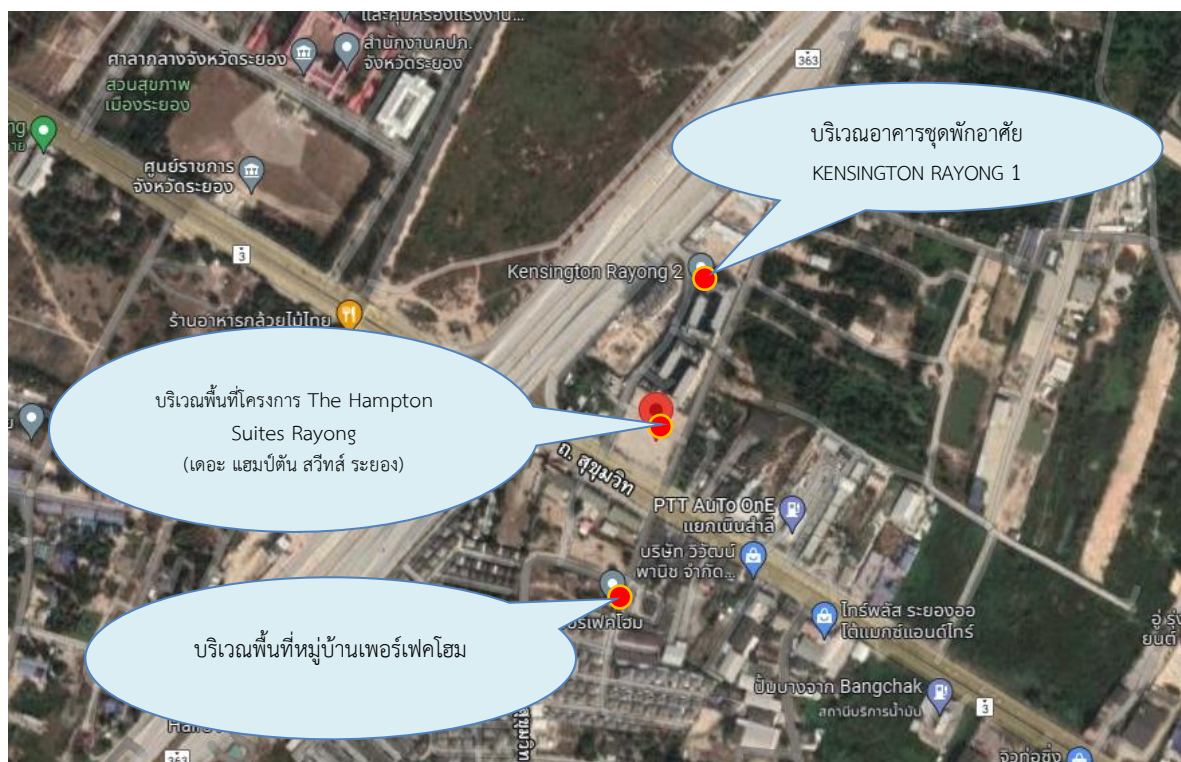 และคุ้มครองแรงงาน...
ศาลากลางจังหวัดระยอง
สำนักงานคปภ.
จังหวัดระยอง
363
สวนสุขภาพ
เมืองระยอง
ศูนย์ราชการ
จังหวัดระยอง
3
บริเวณอาคารชุดพักอาศัย
KENSINGTON RAYONG 1
Kensington Rayong 2
ร้านอาหารกล้วยไม้ไทย
บริเวณพื้นที่โครงการ The Hampton
Suites Rayong
(เดอะ แฮมป์ตัน สวีทส์ ระยอง)
ถ. สุขุมวิท
PTT AuTo OnE
แยกเนินสำลี
บริษัท วิวัฒน์
พานิช จำกัด...
ไทร์พลัส ระยองออ
โต้แมกซ์แอนด์ไทร์
บริเวณพื้นที่หมู่บ้านเพอร์เฟคโฮม
ปั้มบางจาก Bangchak
สถานีบริการน้ำมัน
3
สุขุมวิท
363